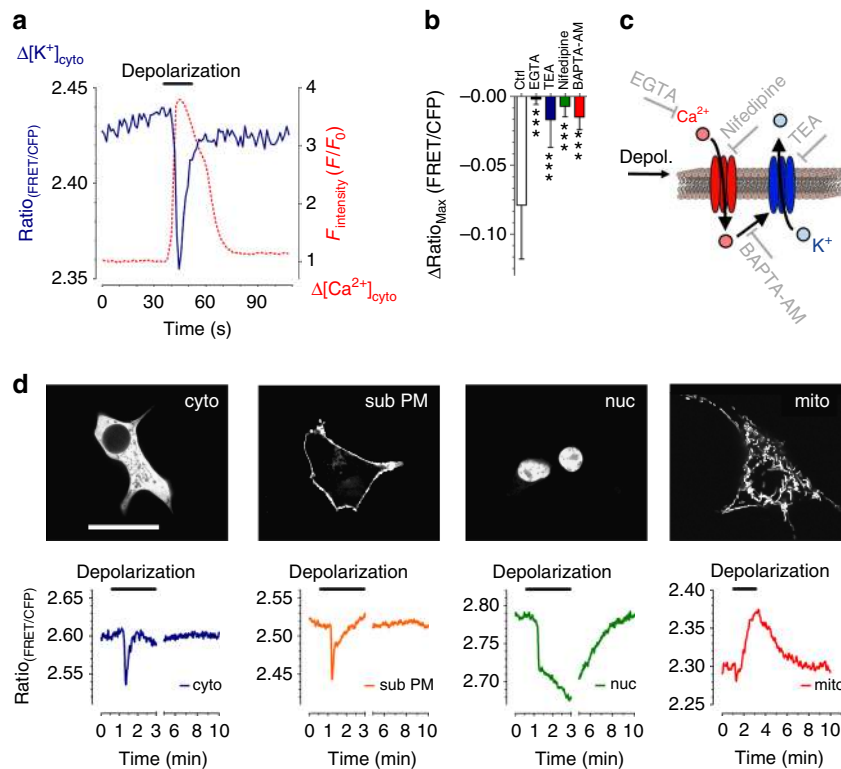 a
Δ[K+]cyto
Depolarization
2.45
2.40
2.35
Ratio(FRET/CFP)
4
3
2
1
Fintensity (F/F0)
0 30 60 90
Δ[Ca2+]cyto
Time (s)
b
Ctrl
EGTA
TEA
Nifedipine
BAPTA-AM
-0.00
-0.05
-0.10
ΔRatioMax (FRET/CFP)
***
***
***
***
c
EGTA
Ca2+
Nifedipine
TEA
Depol.
BAPTA-AM
K+
d
cyto
sub PM
nuc
mito
Ratio(FRET/CFP)
Depolarization
2.65
2.60
2.55
cyto
0 1 2 3 6 10
Time (min)
Depolarization
2.55
2.50
2.45
sub PM
0 1 2 3 6 10
Time (min)
Depolarization
2.80
2.75
2.70
nuc
0 1 2 3 6 10
Time (min)
Depolarization
2.40
2.35
2.30
2.25
mito
0 2 4 6 8 10
Time (min)